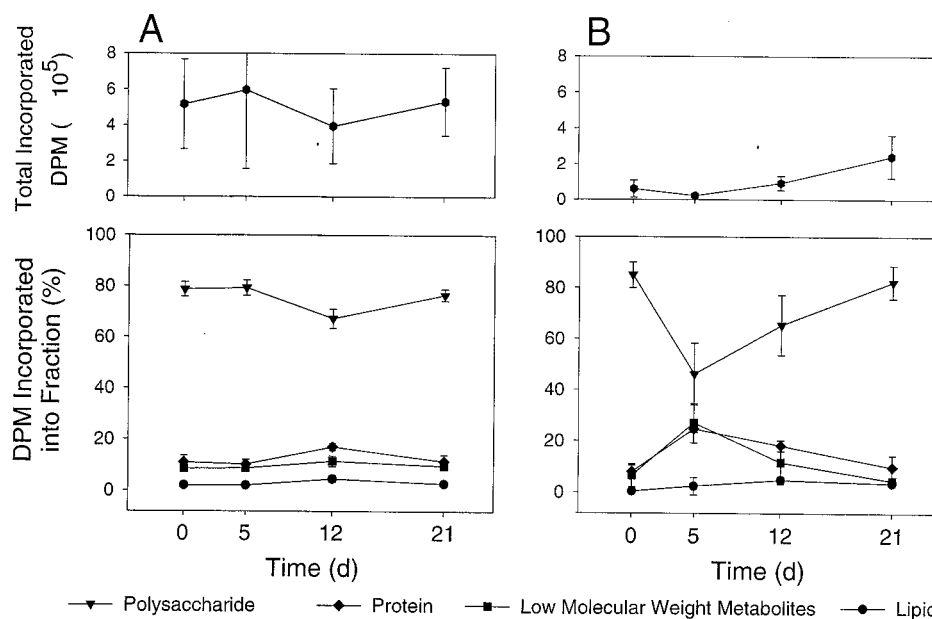 A
B
Total Incorporated
DPM ( 10⁵)
8
6
4
2
0
8
6
4
2
0
DPM Incorporated
into Fraction (%)
100
80
60
40
20
0
100
80
60
40
20
0
0 5 12 21
0 5 12 21
Time (d)
Time (d)
Polysaccharide Protein Low Molecular Weight Metabolites Lipid